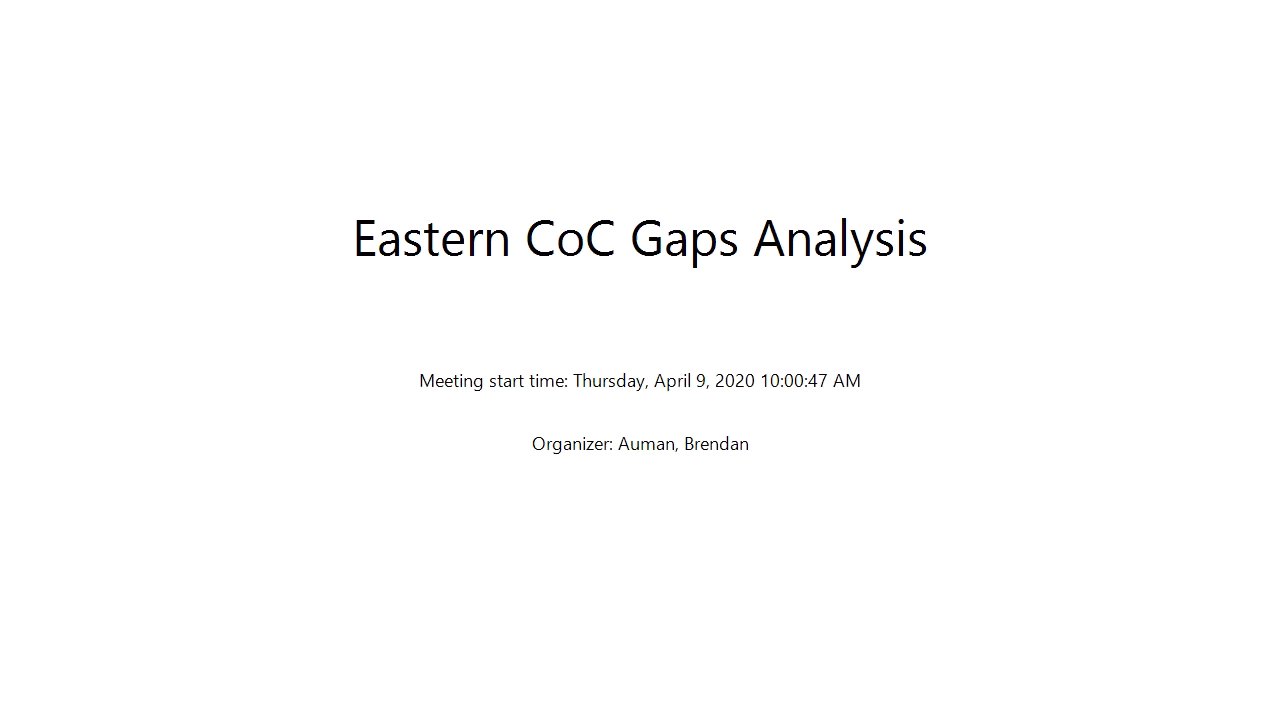 Eastern CoC Gaps Analysis
Meeting start time: Thursday, April 9, 2020 10:00:47 AM
Organizer: Auman, Brendan